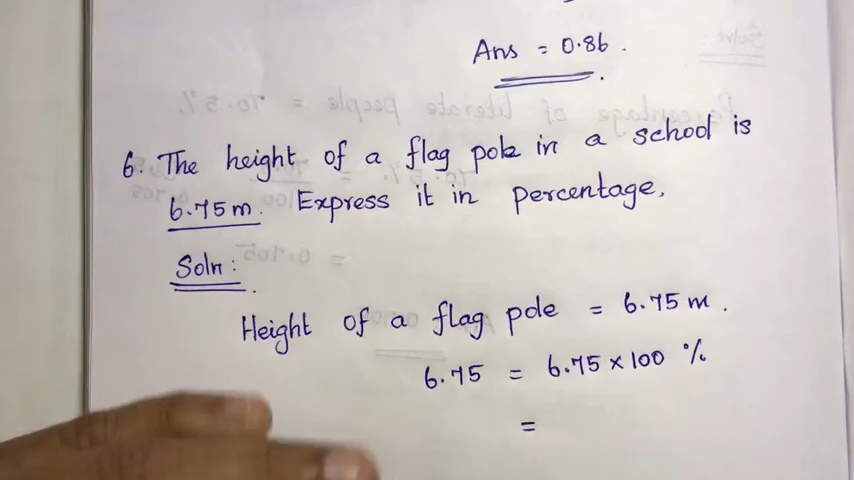 Ans = 0.86.
6. The height of a flag pole in a school is
6.75m. Express it in percentage.
Soln:
Height of a flag pole = 6.75 m.
6.75 = 6.75 × 100 %
=